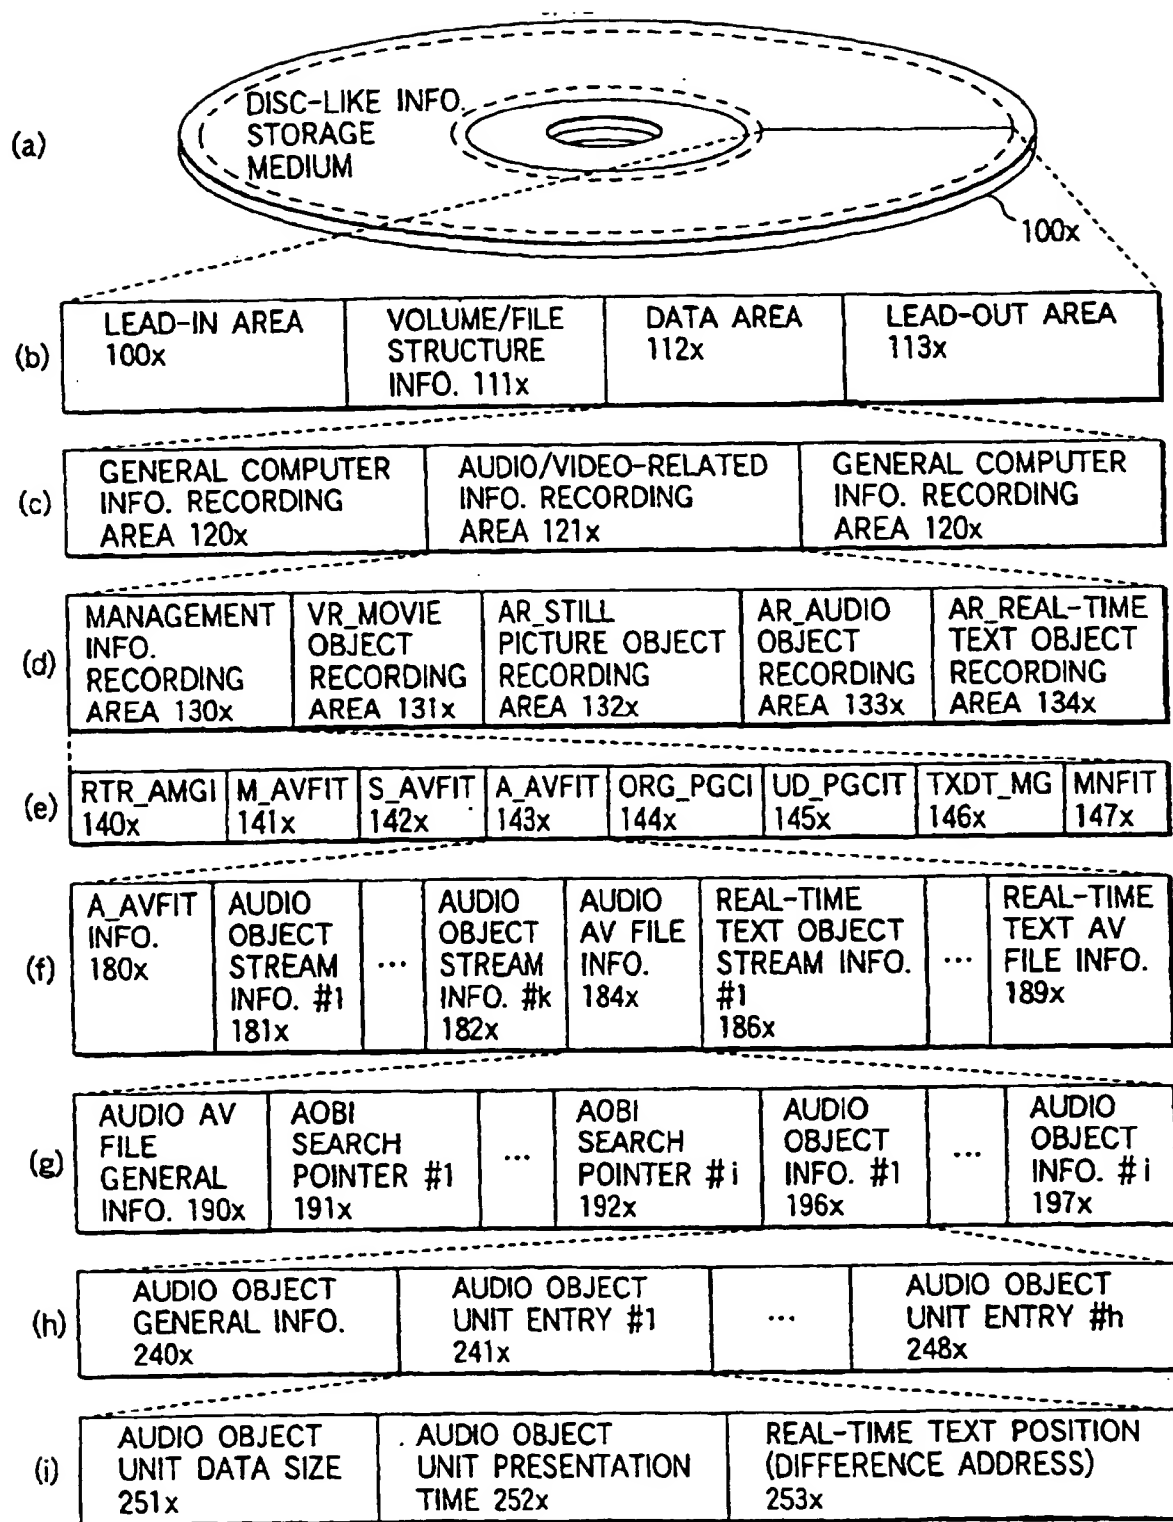 (a)
DISC-LIKE INFO.
STORAGE
MEDIUM
100x
(b)
LEAD-IN AREA
100x
VOLUME/FILE
STRUCTURE
INFO. 111x
DATA AREA
112x
LEAD-OUT AREA
113x
(c)
GENERAL COMPUTER
INFO. RECORDING
AREA 120x
AUDIO/VIDEO-RELATED
INFO. RECORDING
AREA 121x
GENERAL COMPUTER
INFO. RECORDING
AREA 120x
(d)
MANAGEMENT
INFO.
RECORDING
AREA 130x
VR_MOVIE
OBJECT
RECORDING
AREA 131x
AR_STILL
PICTURE OBJECT
RECORDING
AREA 132x
AR_AUDIO
OBJECT
RECORDING
AREA 133x
AR_REAL-TIME
TEXT OBJECT
RECORDING
AREA 134x
(e)
RTR_AMGI
140x
M_AVFIT
141x
S_AVFIT
142x
A_AVFIT
143x
ORG_PGCI
144x
UD_PGCIT
145x
TXDT_MG
146x
MNFIT
147x
(f)
A_AVFIT
INFO.
180x
AUDIO
OBJECT
STREAM
INFO. #1
181x
...
AUDIO
OBJECT
STREAM
INFO. #k
182x
AUDIO
AV FILE
INFO.
184x
REAL-TIME
TEXT OBJECT
STREAM INFO.
#1
186x
...
REAL-TIME
TEXT AV
FILE INFO.
189x
(g)
AUDIO AV
FILE
GENERAL
INFO. 190x
AOBI
SEARCH
POINTER #1
191x
...
AOBI
SEARCH
POINTER #i
192x
AUDIO
OBJECT
INFO. #1
196x
...
AUDIO
OBJECT
INFO. #i
197x
(h)
AUDIO OBJECT
GENERAL INFO.
240x
AUDIO OBJECT
UNIT ENTRY #1
241x
...
AUDIO OBJECT
UNIT ENTRY #h
248x
(i)
AUDIO OBJECT
UNIT DATA SIZE
251x
AUDIO OBJECT
UNIT PRESENTATION
TIME 252x
REAL-TIME TEXT POSITION
(DIFFERENCE ADDRESS)
253x